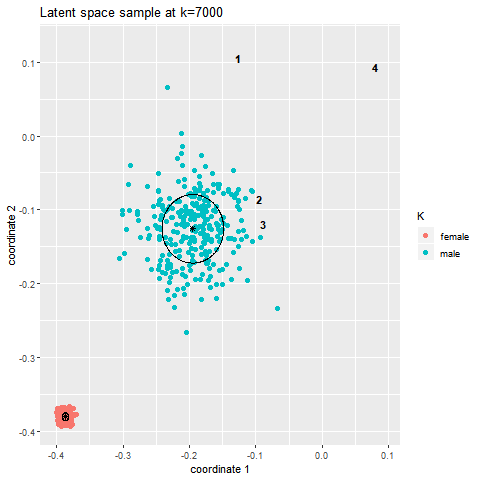 Latent space sample at k=7000
1
4
0.1
0.0
2
-0.1
3
-0.2
-0.3
-0.4
coordinate 2
K
female
male
-0.4 -0.3 -0.2 -0.1 0.0 0.1
coordinate 1